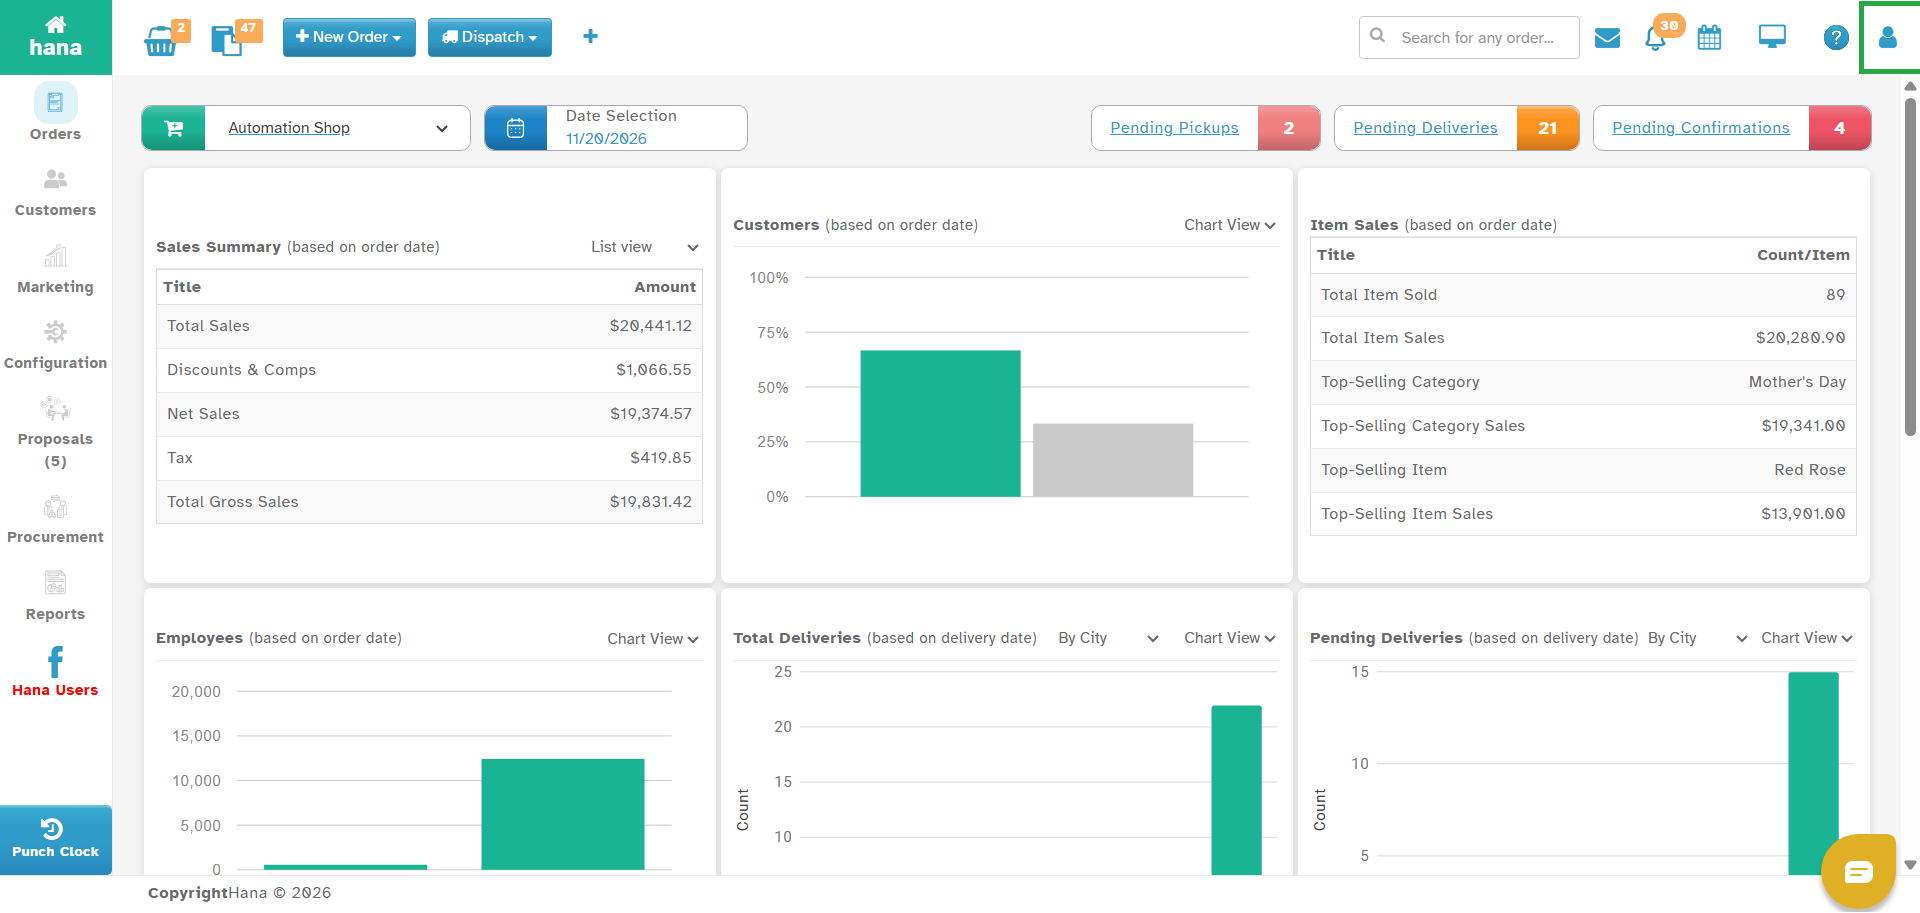 hana
2
47
New Order
Dispatch
+
Search for any order...
30
?
Orders
Customers
Marketing
Configuration
Proposals
(5)
Procurement
Reports
Hana Users
Punch Clock
Automation Shop
Date Selection
11/20/2026
Pending Pickups 2
Pending Deliveries 21
Pending Confirmations 4
Sales Summary (based on order date) List view
Title Amount
Total Sales $20,441.12
Discounts & Comps $1,066.55
Net Sales $19,374.57
Tax $419.85
Total Gross Sales $19,831.42
Customers (based on order date) Chart View
100%
75%
50%
25%
0%
Item Sales (based on order date)
Title Count/Item
Total Item Sold 89
Total Item Sales $20,280.90
Top-Selling Category Mother's Day
Top-Selling Category Sales $19,341.00
Top-Selling Item Red Rose
Top-Selling Item Sales $13,901.00
Employees (based on order date) Chart View
20,000
15,000
10,000
5,000
0
Total Deliveries (based on delivery date) By City Chart View
25
20
15
10
Count
Pending Deliveries (based on delivery date) By City Chart View
15
10
5
Count
CopyrightHana © 2026